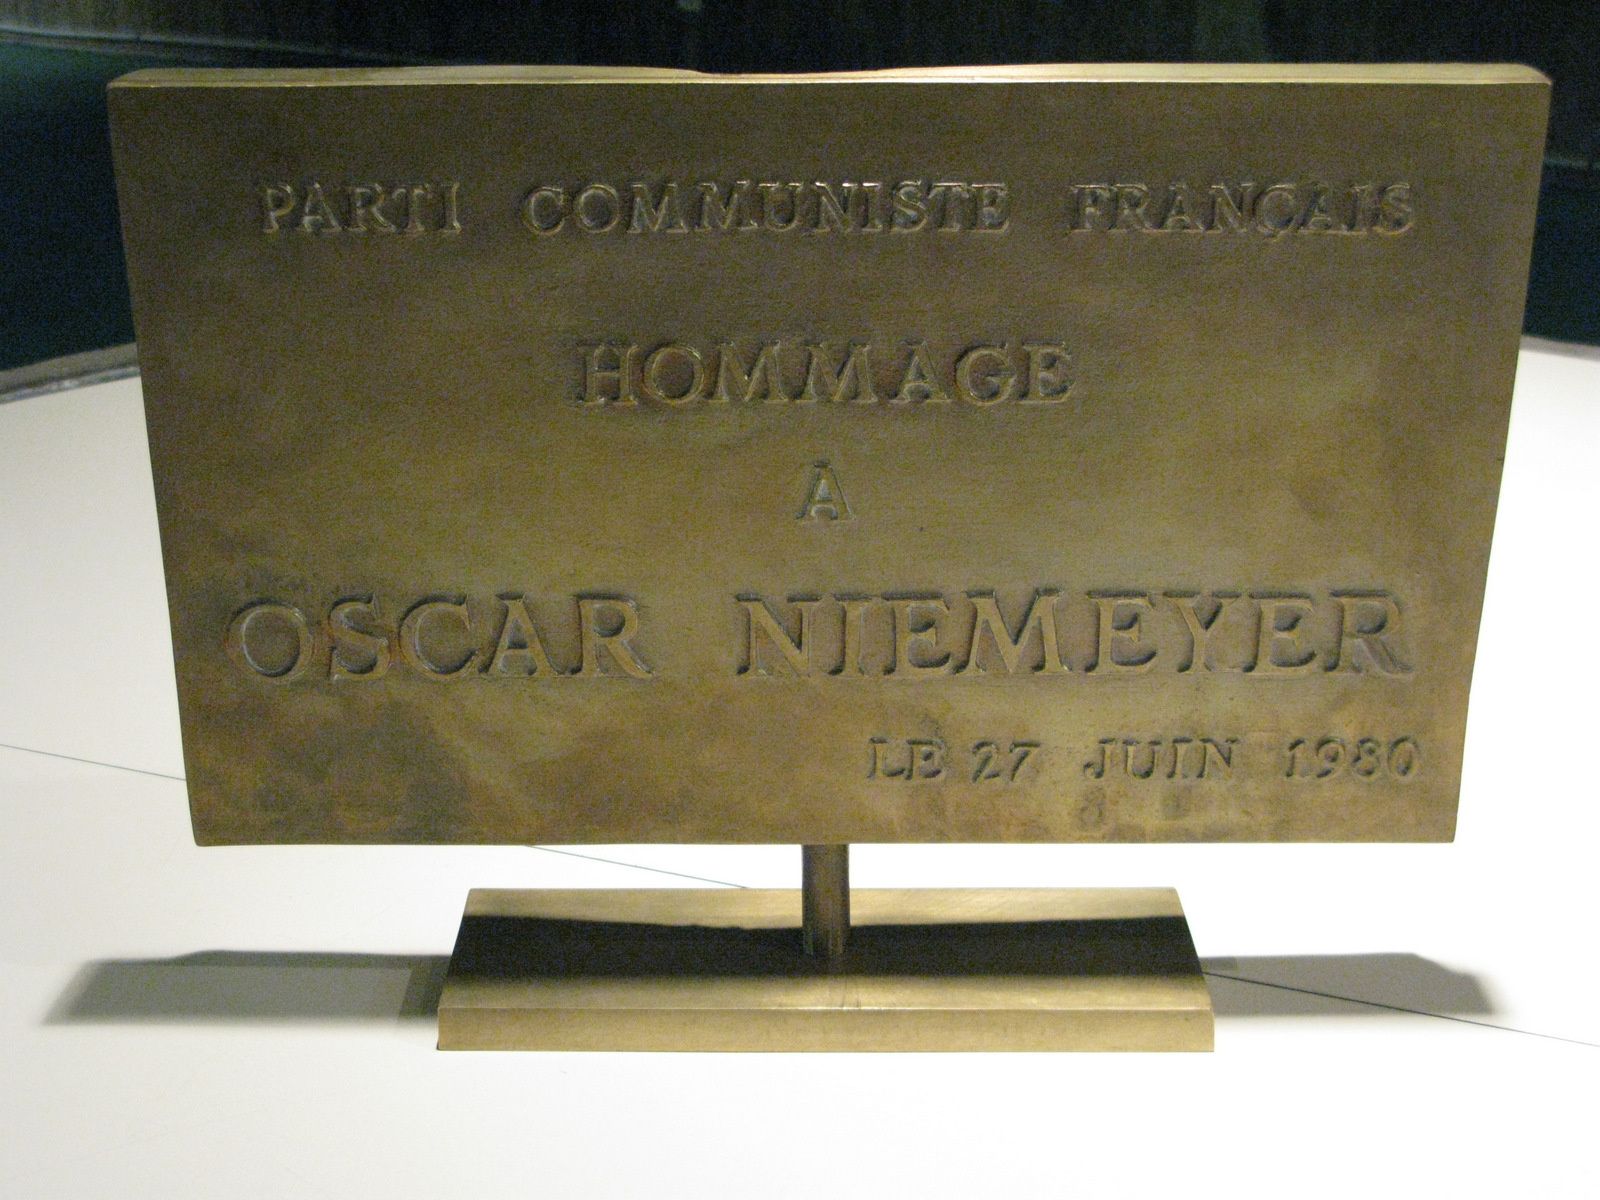 PARTI COMMUNISTE FRANÇAIS
HOMMAGE
À
OSCAR NIEMEYER
LE 27 JUIN 1980